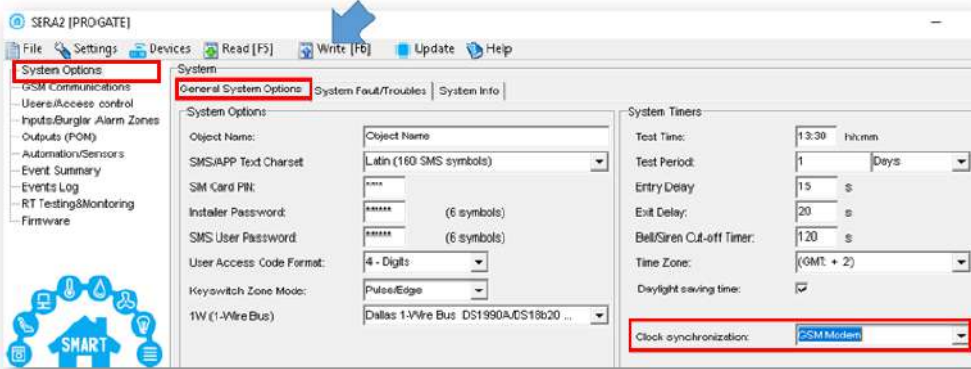 SERA2 [PROGATE]
File Settings Devices Read [F5] Write [F6] Update Help
System Options
GSM Communications
Users/Access control
Inputs/Burglar Alarm Zones
Outputs (PGM)
Automation/Sensors
Event Summary
Events Log
RT Testing&Monitoring
Firmware
SMART
System
General System Options System Fault/Troubles System Info
System Options
Object Name: Object Name
SMS/APP Text Charset Latin (160 SMS symbols)
SIM Card PIN: ****
Installer Password: ****** (6 symbols)
SMS User Password ****** (6 symbols)
User Access Code Format: 4 - Digits
Keyswitch Zone Mode: Pulse/Edge
1W (1-Wire Bus) Dallas 1-Wire Bus DS1990A/DS18b20 ...
System Timers
Test Time: 13:30 hh:mm
Test Period: 1 Days
Entry Delay 15 s
Exit Delay: 20 s
Bell/Siren Cut-off Timer: 120 s
Time Zone: (GMT: + 2)
Daylight saving time:
Clock synchronization: GSM Modem